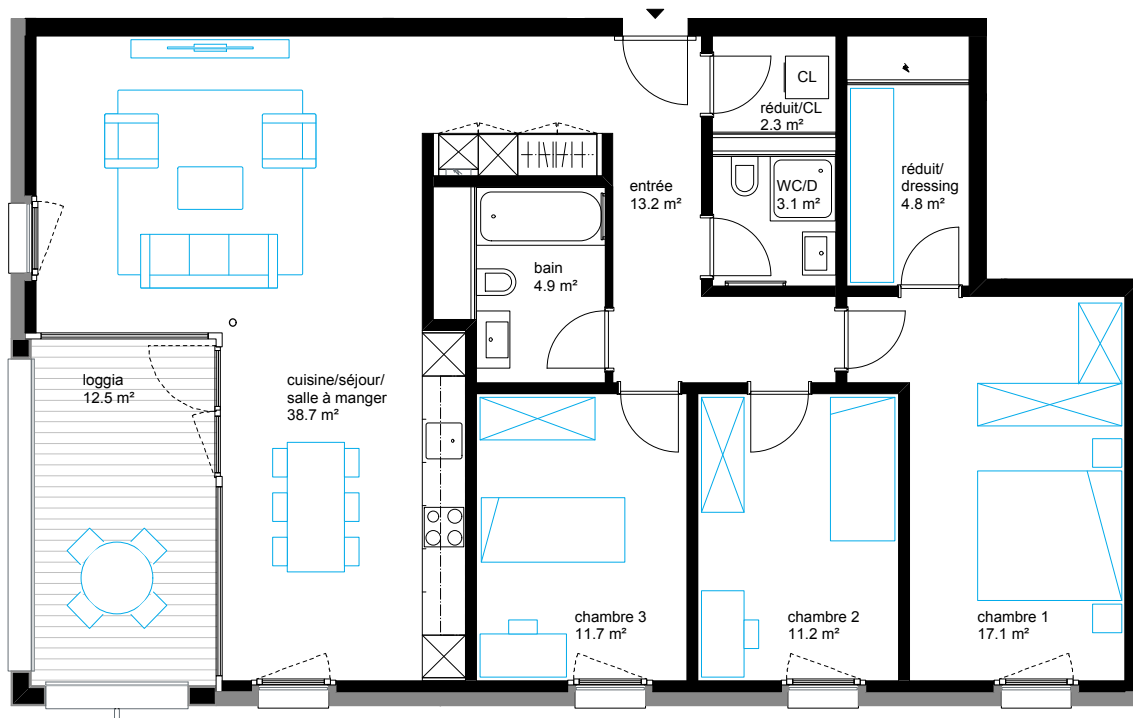 CL
réduit/CL
2.3 m²
entrée
13.2 m²
WC/D
3.1 m²
réduit/
dressing
4.8 m²
bain
4.9 m²
loggia
12.5 m²
cuisine/séjour/
salle à manger
38.7 m²
chambre 3
11.7 m²
chambre 2
11.2 m²
chambre 1
17.1 m²